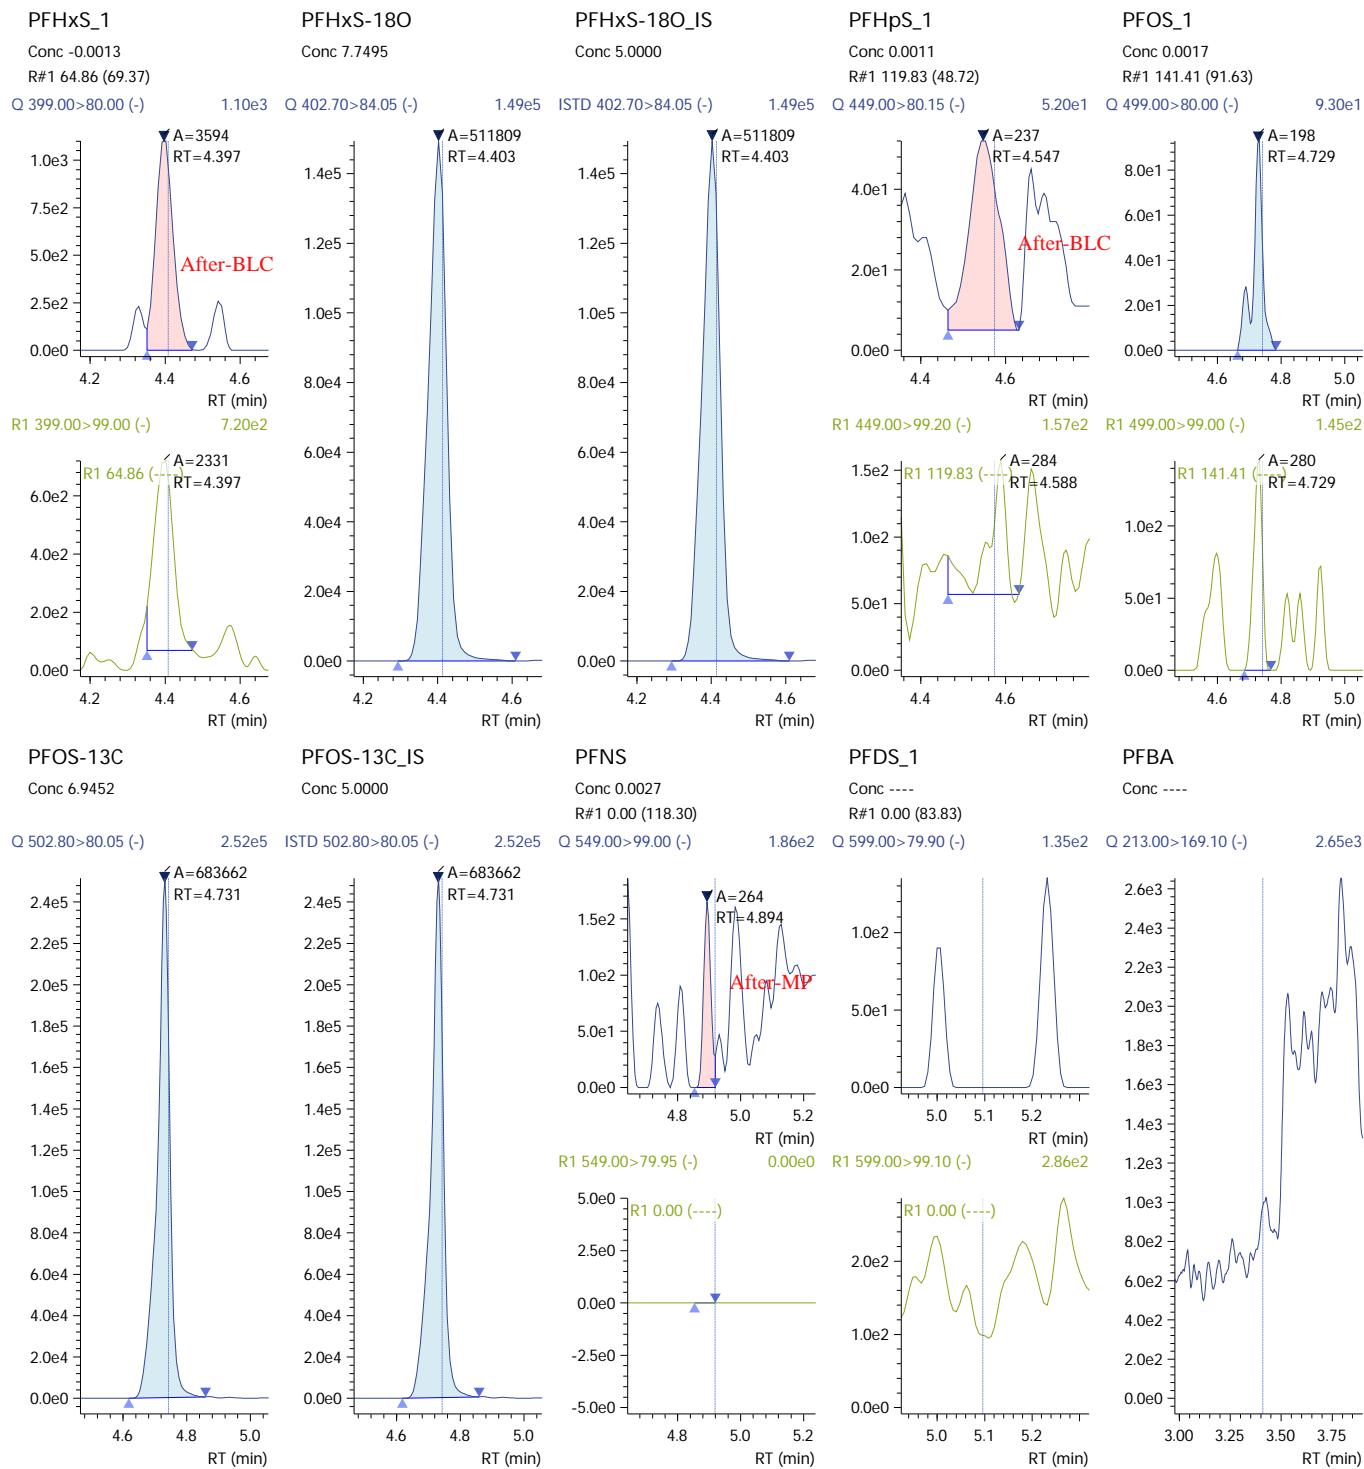 PFHxS_1
Conc -0.0013
R#1 64.86 (69.37)
Q 399.00>80.00 (-) 1.10e3
A=3594
RT=4.397
After-BLC
1.0e3
7.5e2
5.0e2
2.5e2
0.0e0
4.2 4.4 4.6
RT (min)
R1 399.00>99.00 (-) 7.20e2
R1 64.86 (----)
A=2331
RT=4.397
6.0e2
4.0e2
2.0e2
0.0e0
4.2 4.4 4.6
RT (min)
PFHxS-18O
Conc 7.7495
Q 402.70>84.05 (-) 1.49e5
A=511809
RT=4.403
1.4e5
1.2e5
1.0e5
8.0e4
6.0e4
4.0e4
2.0e4
0.0e0
4.2 4.4 4.6
RT (min)
PFHxS-18O_IS
Conc 5.0000
ISTD 402.70>84.05 (-) 1.49e5
A=511809
RT=4.403
1.4e5
1.2e5
1.0e5
8.0e4
6.0e4
4.0e4
2.0e4
0.0e0
4.2 4.4 4.6
RT (min)
PFHpS_1
Conc 0.0011
R#1 119.83 (48.72)
Q 449.00>80.15 (-) 5.20e1
A=237
RT=4.547
After-BLC
4.0e1
2.0e1
0.0e0
4.4 4.6
RT (min)
R1 449.00>99.20 (-) 1.57e2
R1 119.83 (----)
A=284
RT=4.588
1.5e2
1.0e2
5.0e1
0.0e0
4.4 4.6
RT (min)
PFOS_1
Conc 0.0017
R#1 141.41 (91.63)
Q 499.00>80.00 (-) 9.30e1
A=198
RT=4.729
8.0e1
6.0e1
4.0e1
2.0e1
0.0e0
4.6 4.8 5.0
RT (min)
R1 499.00>99.00 (-) 1.45e2
R1 141.41 (----)
A=280
RT=4.729
1.0e2
5.0e1
0.0e0
4.6 4.8 5.0
RT (min)
PFOS-13C
Conc 6.9452
Q 502.80>80.05 (-) 2.52e5
A=683662
RT=4.731
2.4e5
2.2e5
2.0e5
1.8e5
1.6e5
1.4e5
1.2e5
1.0e5
8.0e4
6.0e4
4.0e4
2.0e4
0.0e0
4.6 4.8 5.0
RT (min)
PFOS-13C_IS
Conc 5.0000
ISTD 502.80>80.05 (-) 2.52e5
A=683662
RT=4.731
2.4e5
2.2e5
2.0e5
1.8e5
1.6e5
1.4e5
1.2e5
1.0e5
8.0e4
6.0e4
4.0e4
2.0e4
0.0e0
4.6 4.8 5.0
RT (min)
PFNS
Conc 0.0027
R#1 0.00 (118.30)
Q 549.00>99.00 (-) 1.86e2
A=264
RT=4.894
After-MP
1.5e2
1.0e2
5.0e1
0.0e0
4.8 5.0 5.2
RT (min)
R1 549.00>79.95 (-) 0.00e0
R1 0.00 (----)
5.0e0
2.5e0
0.0e0
-2.5e0
-5.0e0
4.8 5.0 5.2
RT (min)
PFDS_1
Conc ----
R#1 0.00 (83.83)
Q 599.00>79.90 (-) 1.35e2
1.0e2
5.0e1
0.0e0
5.0 5.1 5.2
RT (min)
R1 599.00>99.10 (-) 2.86e2
R1 0.00 (----)
2.0e2
1.0e2
0.0e0
5.0 5.1 5.2
RT (min)
PFBA
Conc ----
Q 213.00>169.10 (-) 2.65e3
2.6e3
2.4e3
2.2e3
2.0e3
1.8e3
1.6e3
1.4e3
1.2e3
1.0e3
8.0e2
6.0e2
4.0e2
2.0e2
0.0e0
3.00 3.25 3.50 3.75
RT (min)